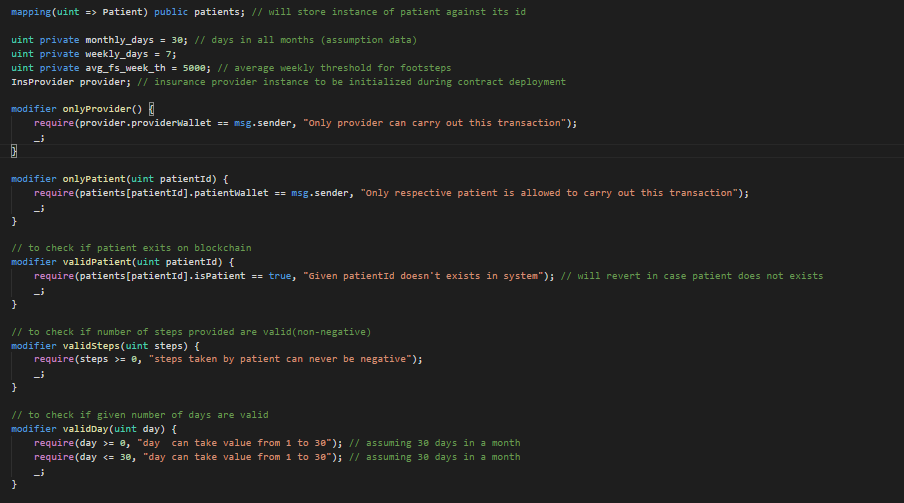 mapping(uint => Patient) public patients; // will store instance of patient against its id
uint private monthly_days = 30; // days in all months (assumption data)
uint private weekly_days = 7;
uint private avg_fs_week_th = 5000; // average weekly threshold for footsteps
InsProvider provider; // insurance provider instance to be initialized during contract deployment
modifier onlyProvider() {
require(provider.providerWallet == msg.sender, "Only provider can carry out this transaction");
_;
}
modifier onlyPatient(uint patientId) {
require(patients[patientId].patientWallet == msg.sender, "Only respective patient is allowed to carry out this transaction");
_;
}
// to check if patient exits on blockchain
modifier validPatient(uint patientId) {
require(patients[patientId].isPatient == true, "Given patientId doesn't exists in system"); // will revert in case patient does not exists
_;
}
// to check if number of steps provided are valid(non-negative)
modifier validSteps(uint steps) {
require(steps >= 0, "steps taken by patient can never be negative");
_;
}
// to check if given number of days are valid
modifier validDay(uint day) {
require(day >= 0, "day  can take value from 1 to 30"); // assuming 30 days in a month
require(day <= 30, "day can take value from 1 to 30"); // assuming 30 days in a month
_;
}